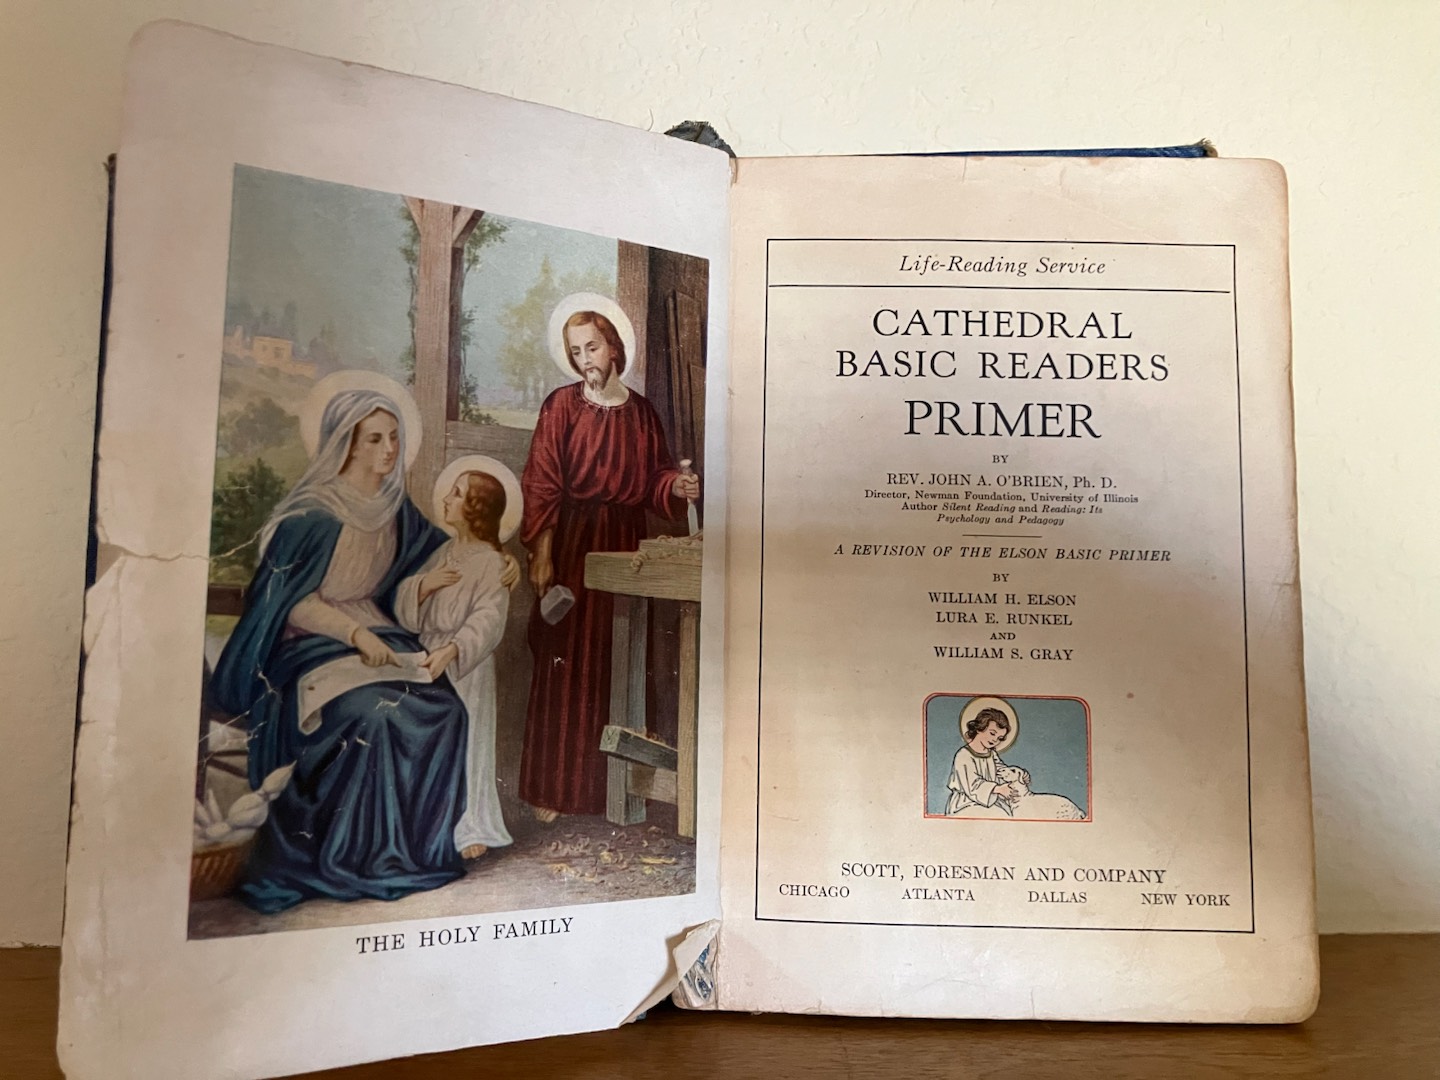 THE HOLY FAMILY
Life-Reading Service
CATHEDRAL
BASIC READERS
PRIMER
BY
REV. JOHN A. O'BRIEN, Ph. D.
Director, Newman Foundation, University of Illinois
Author Silent Reading and Reading: Its
Psychology and Pedagogy
A REVISION OF THE ELSON BASIC PRIMER
BY
WILLIAM H. ELSON
LURA E. RUNKEL
AND
WILLIAM S. GRAY
SCOTT, FORESMAN AND COMPANY
CHICAGO ATLANTA DALLAS NEW YORK